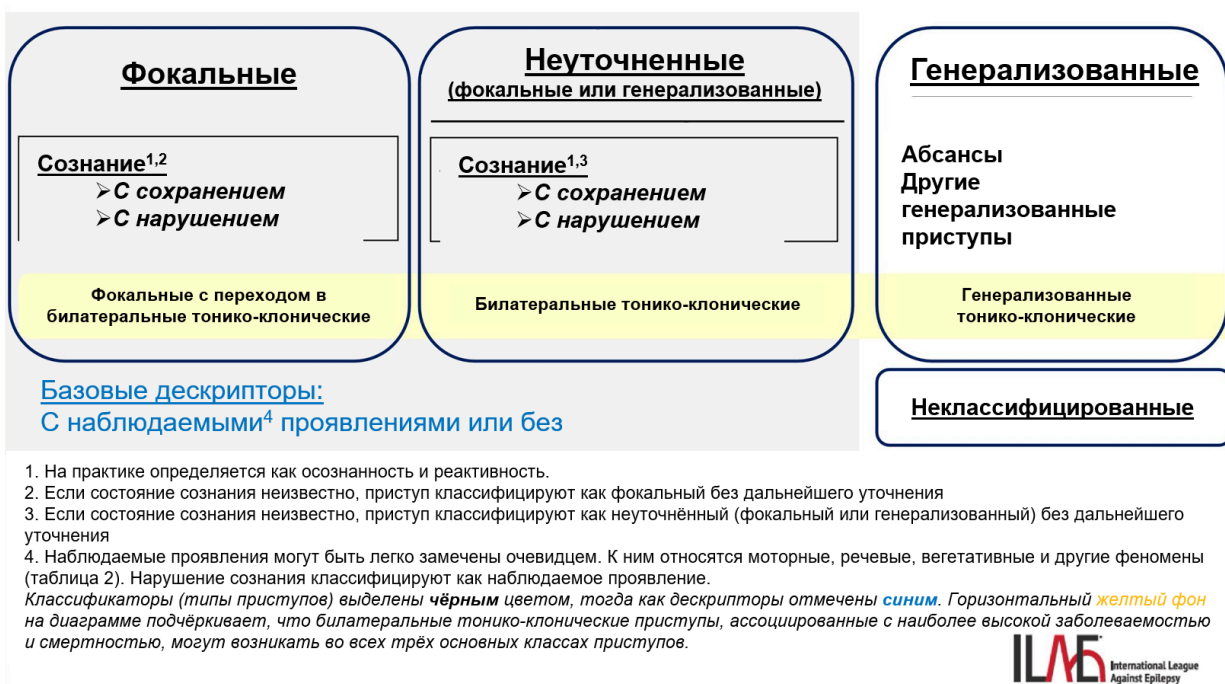 Фокальные
Сознание1,2
➢С сохранением
➢С нарушением
Фокальные с переходом в
билатеральные тонико-клонические
Неуточненные
(фокальные или генерализованные)
Сознание1,3
➢С сохранением
➢С нарушением
Билатеральные тонико-клонические
Генерализованные
Абсансы
Другие
генерализованные
приступы
Генерализованные
тонико-клонические
Базовые дескрипторы:
С наблюдаемыми4 проявлениями или без
Неклассифицированные
1. На практике определяется как осознанность и реактивность.
2. Если состояние сознания неизвестно, приступ классифицируют как фокальный без дальнейшего уточнения
3. Если состояние сознания неизвестно, приступ классифицируют как неуточнённый (фокальный или генерализованный) без дальнейшего
уточнения
4. Наблюдаемые проявления могут быть легко замечены очевидцем. К ним относятся моторные, речевые, вегетативные и другие феномены
(таблица 2). Нарушение сознания классифицируют как наблюдаемое проявление.
Классификаторы (типы приступов) выделены чёрным цветом, тогда как дескрипторы отмечены синим. Горизонтальный желтый фон
на диаграмме подчёркивает, что билатеральные тонико-клонические приступы, ассоциированные с наиболее высокой заболеваемостью
и смертностью, могут возникать во всех трёх основных классах приступов.
ILAE
International League
Against Epilepsy